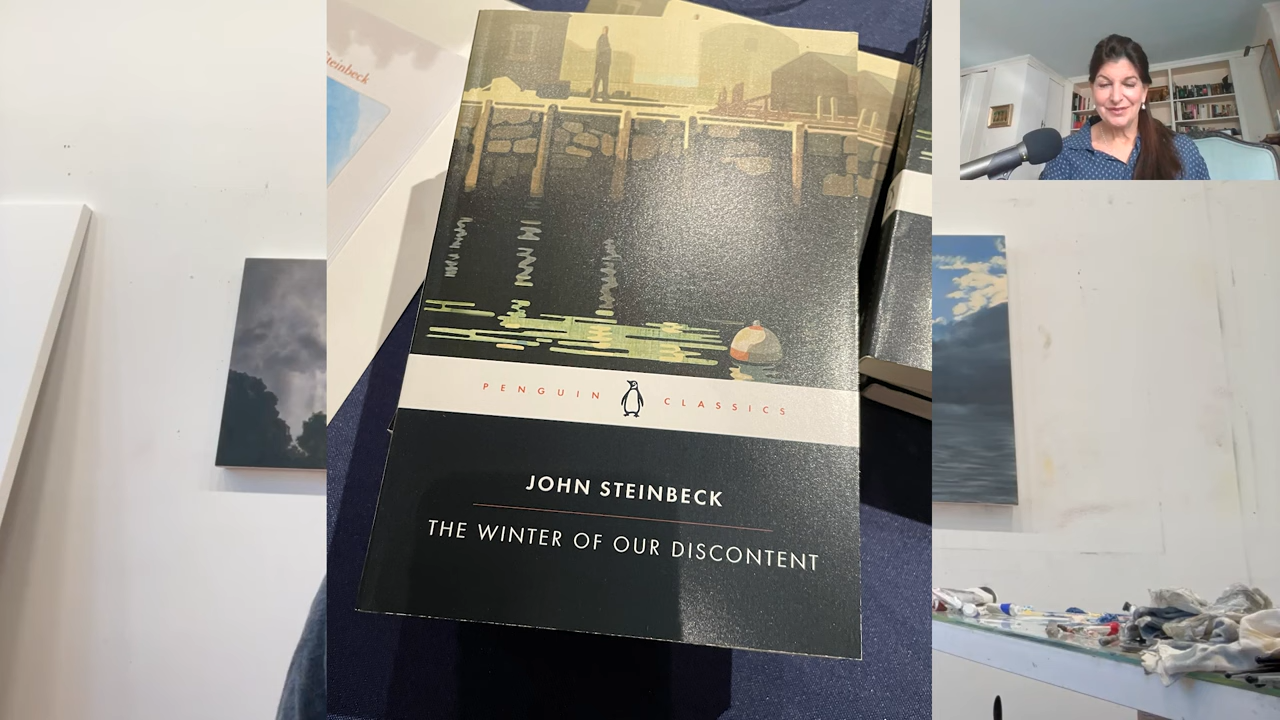 Steinbeck
PENGUIN CLASSICS
JOHN STEINBECK
THE WINTER OF OUR DISCONTENT